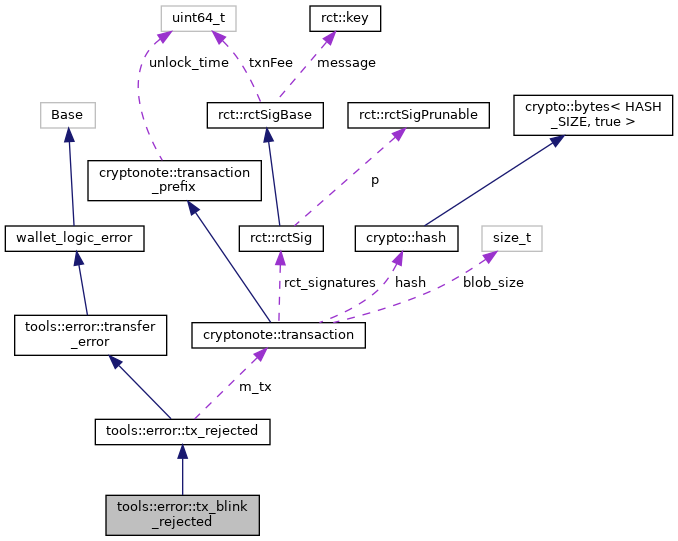 uint64_t
rct::key
unlock_time
txnFee
message
Base
rct::rctSigBase
rct::rctSigPrunable
crypto::bytes< HASH
_SIZE, true >
cryptonote::transaction
_prefix
p
wallet_logic_error
rct::rctSig
crypto::hash
size_t
rct_signatures
hash
blob_size
tools::error::transfer
_error
cryptonote::transaction
m_tx
tools::error::tx_rejected
tools::error::tx_blink
_rejected